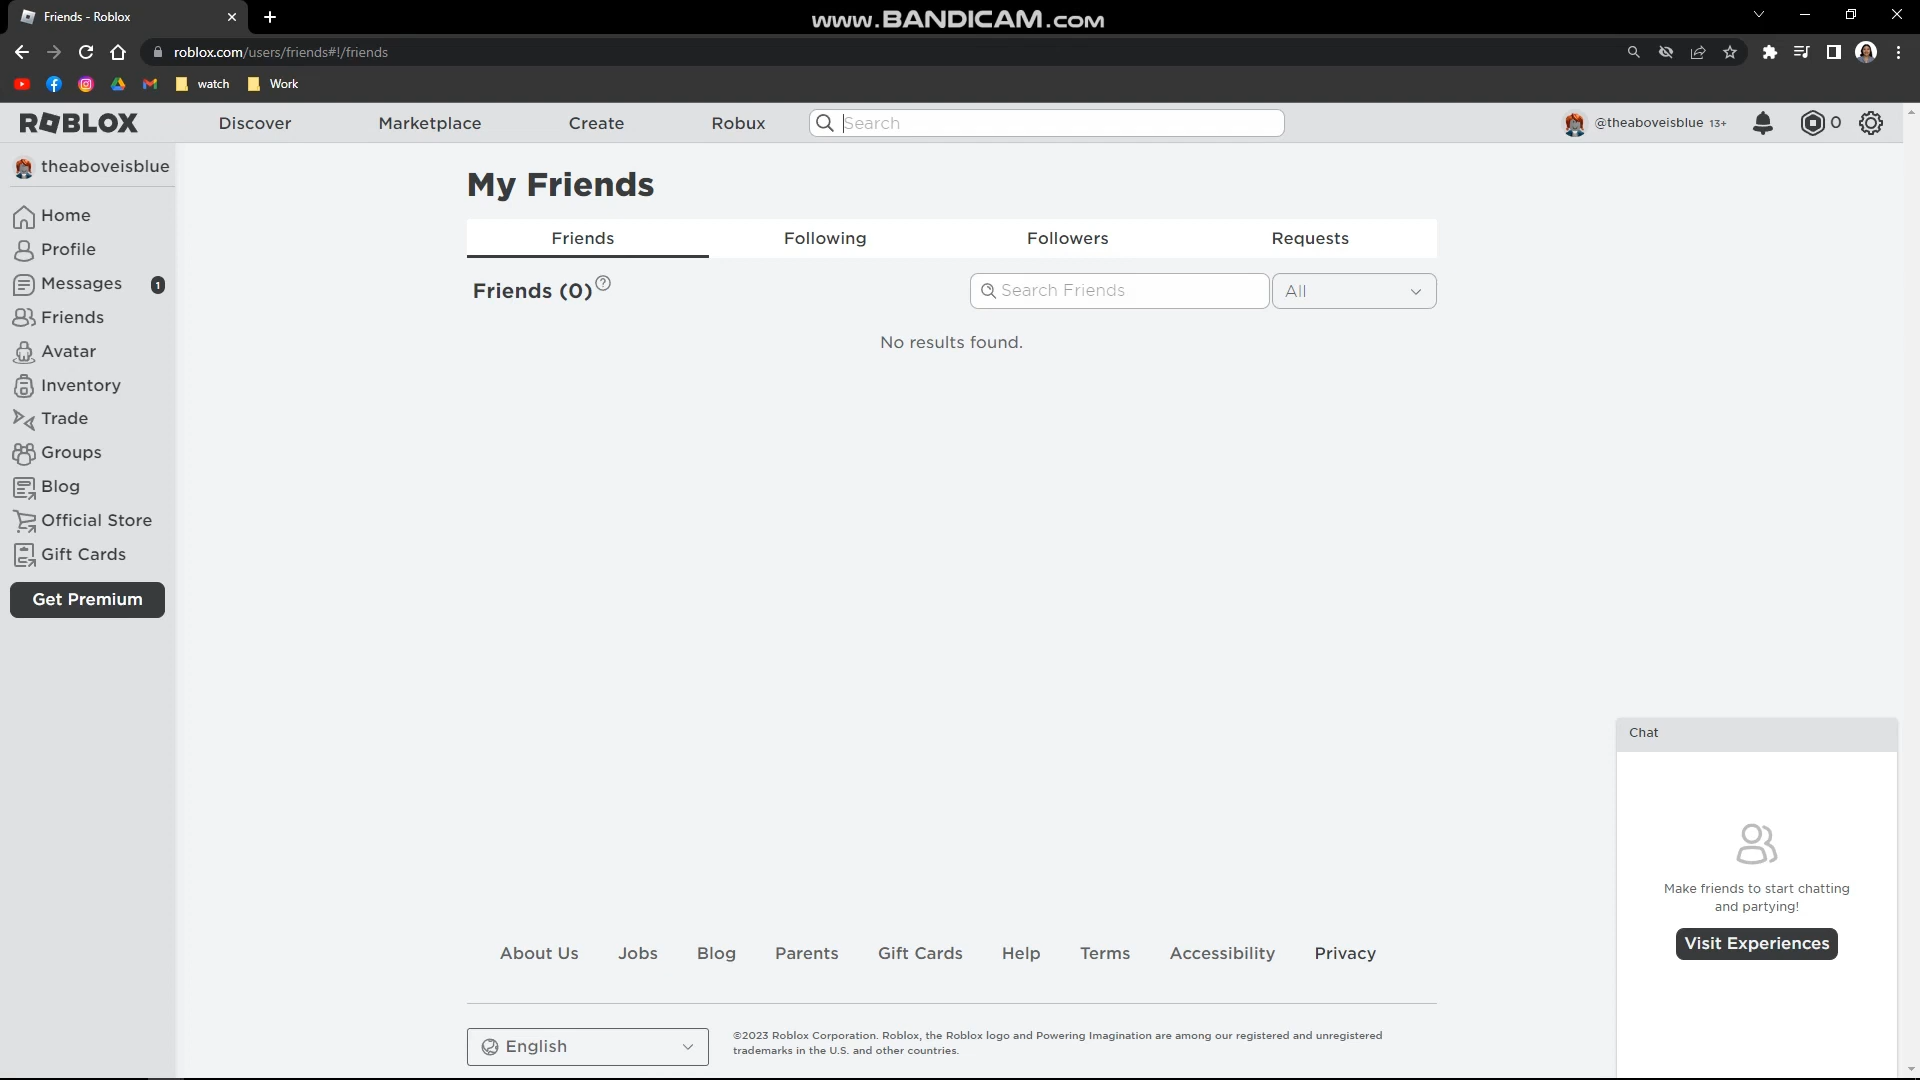 Friends - Roblox
www.BANDICAM.com
roblox.com/users/friends#!/friends
watch
Work
ROBLOX
Discover
Marketplace
Create
Robux
Search
@theaboveisblue 13+
0
theaboveisblue
Home
Profile
Messages
1
Friends
Avatar
Inventory
Trade
Groups
Blog
Official Store
Gift Cards
Get Premium
My Friends
Friends
Following
Followers
Requests
Friends (0)
?
Search Friends
All
No results found.
Chat
Make friends to start chatting
and partying!
Visit Experiences
About Us
Jobs
Blog
Parents
Gift Cards
Help
Terms
Accessibility
Privacy
English
©2023 Roblox Corporation. Roblox, the Roblox logo and Powering Imagination are among our registered and unregistered
trademarks in the U.S. and other countries.